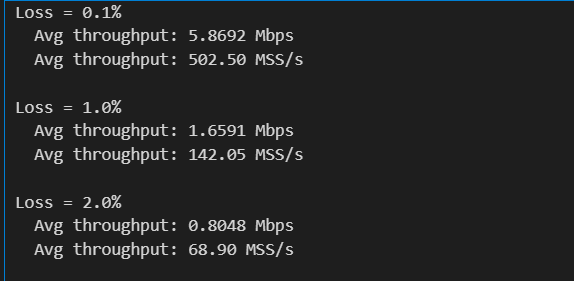 Loss = 0.1%
Avg throughput: 5.8692 Mbps
Avg throughput: 502.50 MSS/s
Loss = 1.0%
Avg throughput: 1.6591 Mbps
Avg throughput: 142.05 MSS/s
Loss = 2.0%
Avg throughput: 0.8048 Mbps
Avg throughput: 68.90 MSS/s